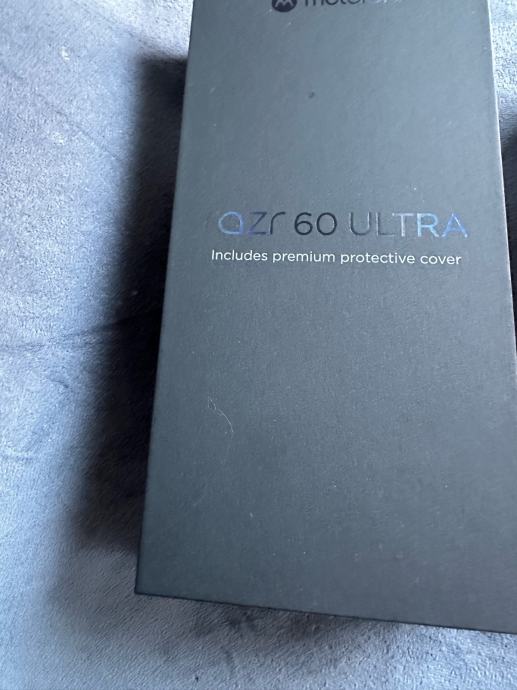 azr 60 ULTRA
Includes premium protective cover